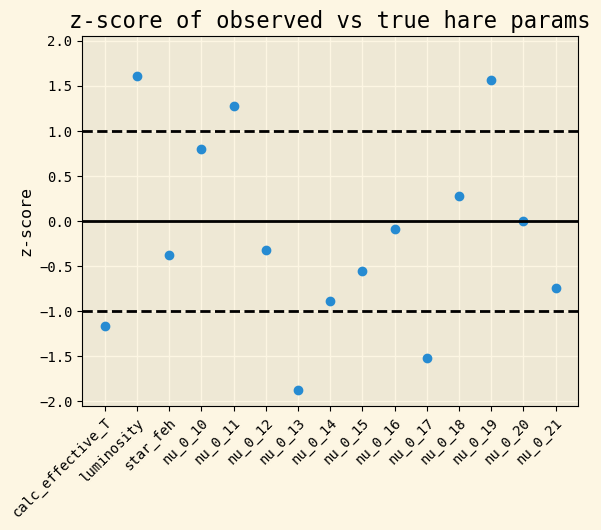 z-score of observed vs true hare params
2.0
1.5
1.0
0.5
0.0
−0.5
−1.0
−1.5
−2.0
z-score
calc_effective_T
luminosity
star_feh
nu_0_10
nu_0_11
nu_0_12
nu_0_13
nu_0_14
nu_0_15
nu_0_16
nu_0_17
nu_0_18
nu_0_19
nu_0_20
nu_0_21